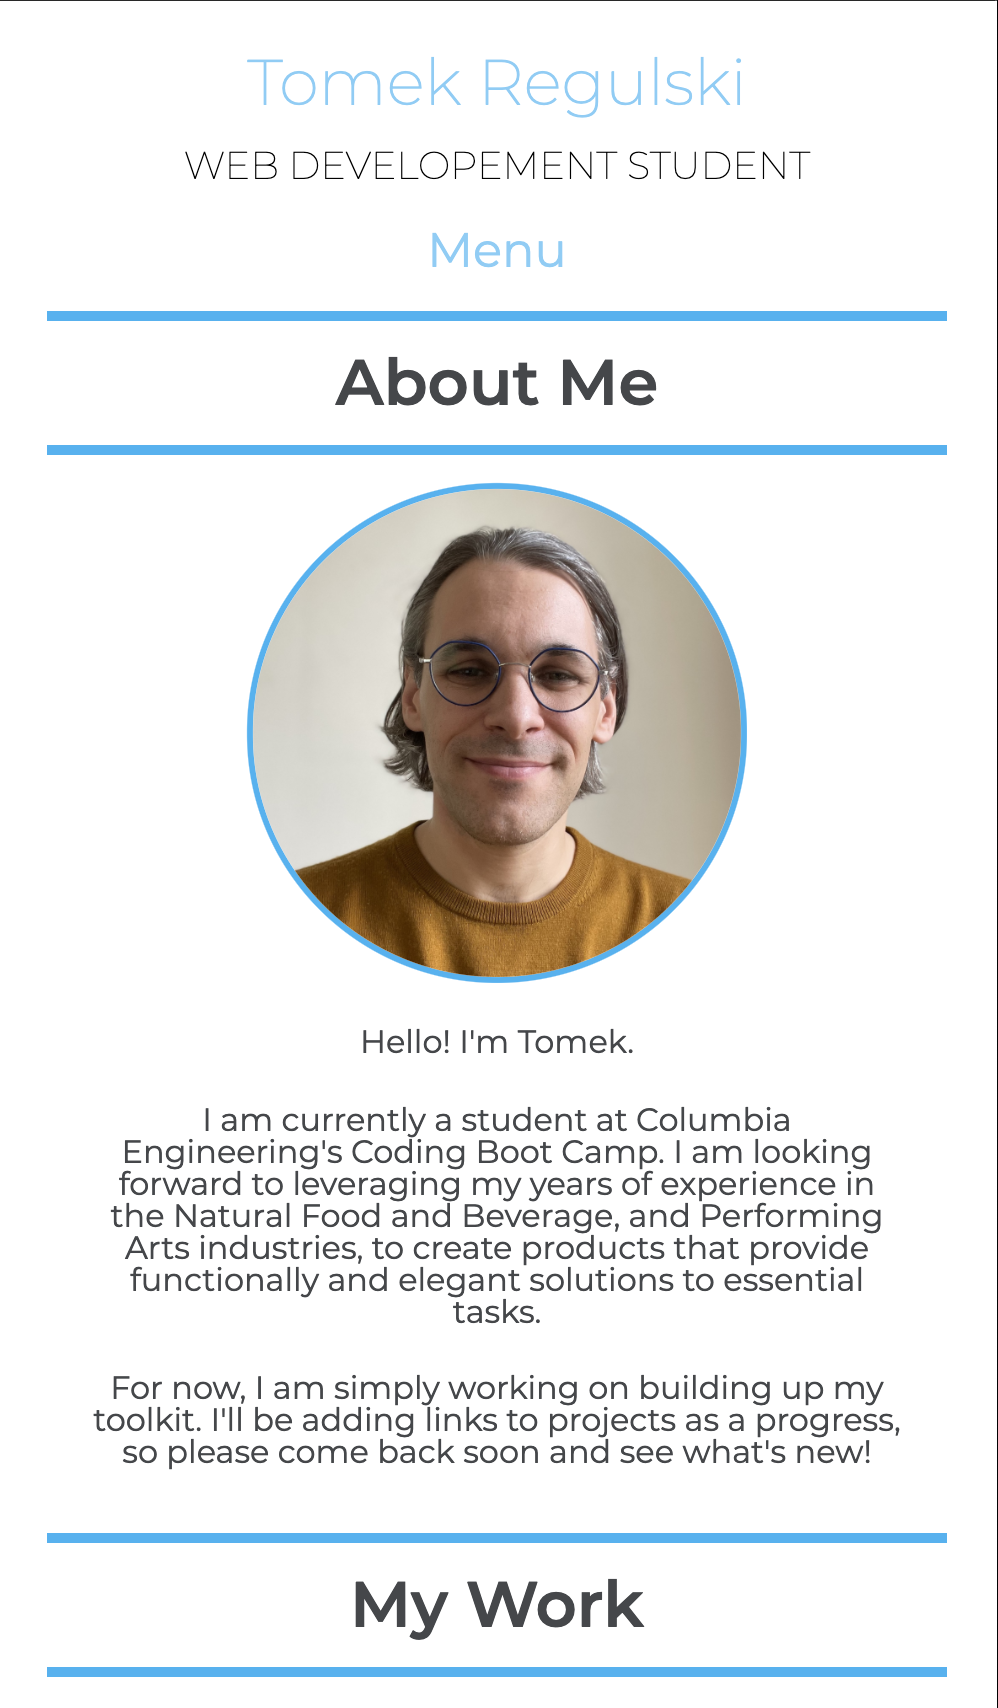 Tomek Regulski
WEB DEVELOPEMENT STUDENT
Menu
About Me
Hello! I'm Tomek.
I am currently a student at Columbia
Engineering's Coding Boot Camp. I am looking
forward to leveraging my years of experience in
the Natural Food and Beverage, and Performing
Arts industries, to create products that provide
functionally and elegant solutions to essential
tasks.
For now, I am simply working on building up my
toolkit. I'll be adding links to projects as a progress,
so please come back soon and see what's new!
My Work